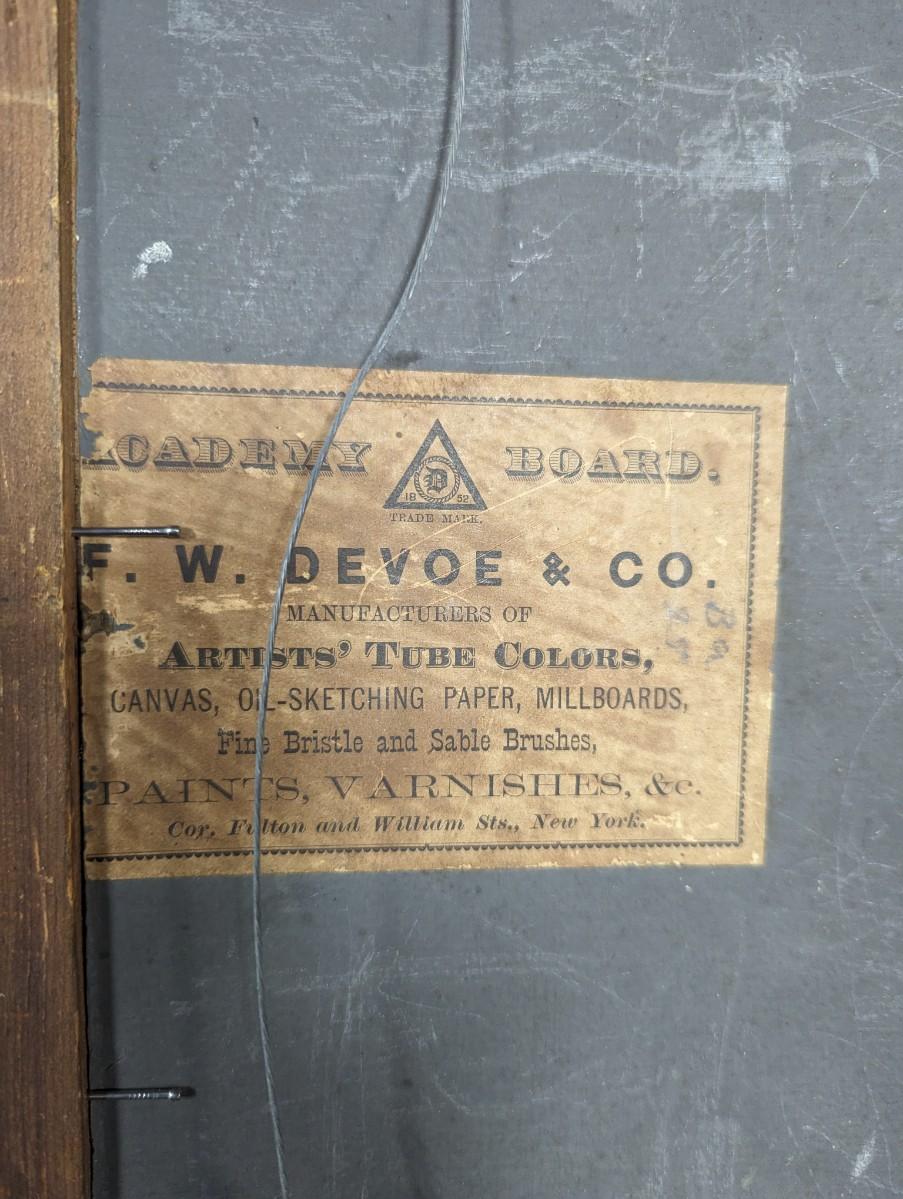 ACADEMY BOARD.
D
18 52
TRADE MARK.
F. W. DEVOE & CO.
MANUFACTURERS OF
ARTISTS' TUBE COLORS,
CANVAS, OIL-SKETCHING PAPER, MILLBOARDS,
Fine Bristle and Sable Brushes,
PAINTS, VARNISHES, &c.
Cor. Fulton and William Sts., New York.